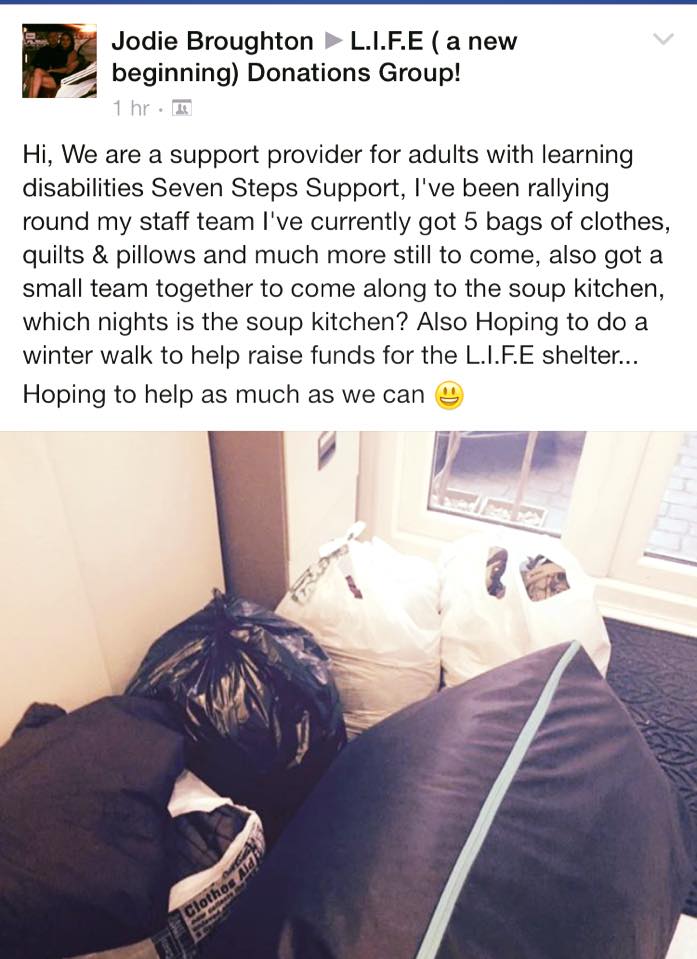 Jodie Broughton ▶ L.I.F.E ( a new
beginning) Donations Group!
1 hr ·
Hi, We are a support provider for adults with learning
disabilities Seven Steps Support, I've been rallying
round my staff team I've currently got 5 bags of clothes,
quilts & pillows and much more still to come, also got a
small team together to come along to the soup kitchen,
which nights is the soup kitchen? Also Hoping to do a
winter walk to help raise funds for the L.I.F.E shelter...
Hoping to help as much as we can 😃
Clothes Aid